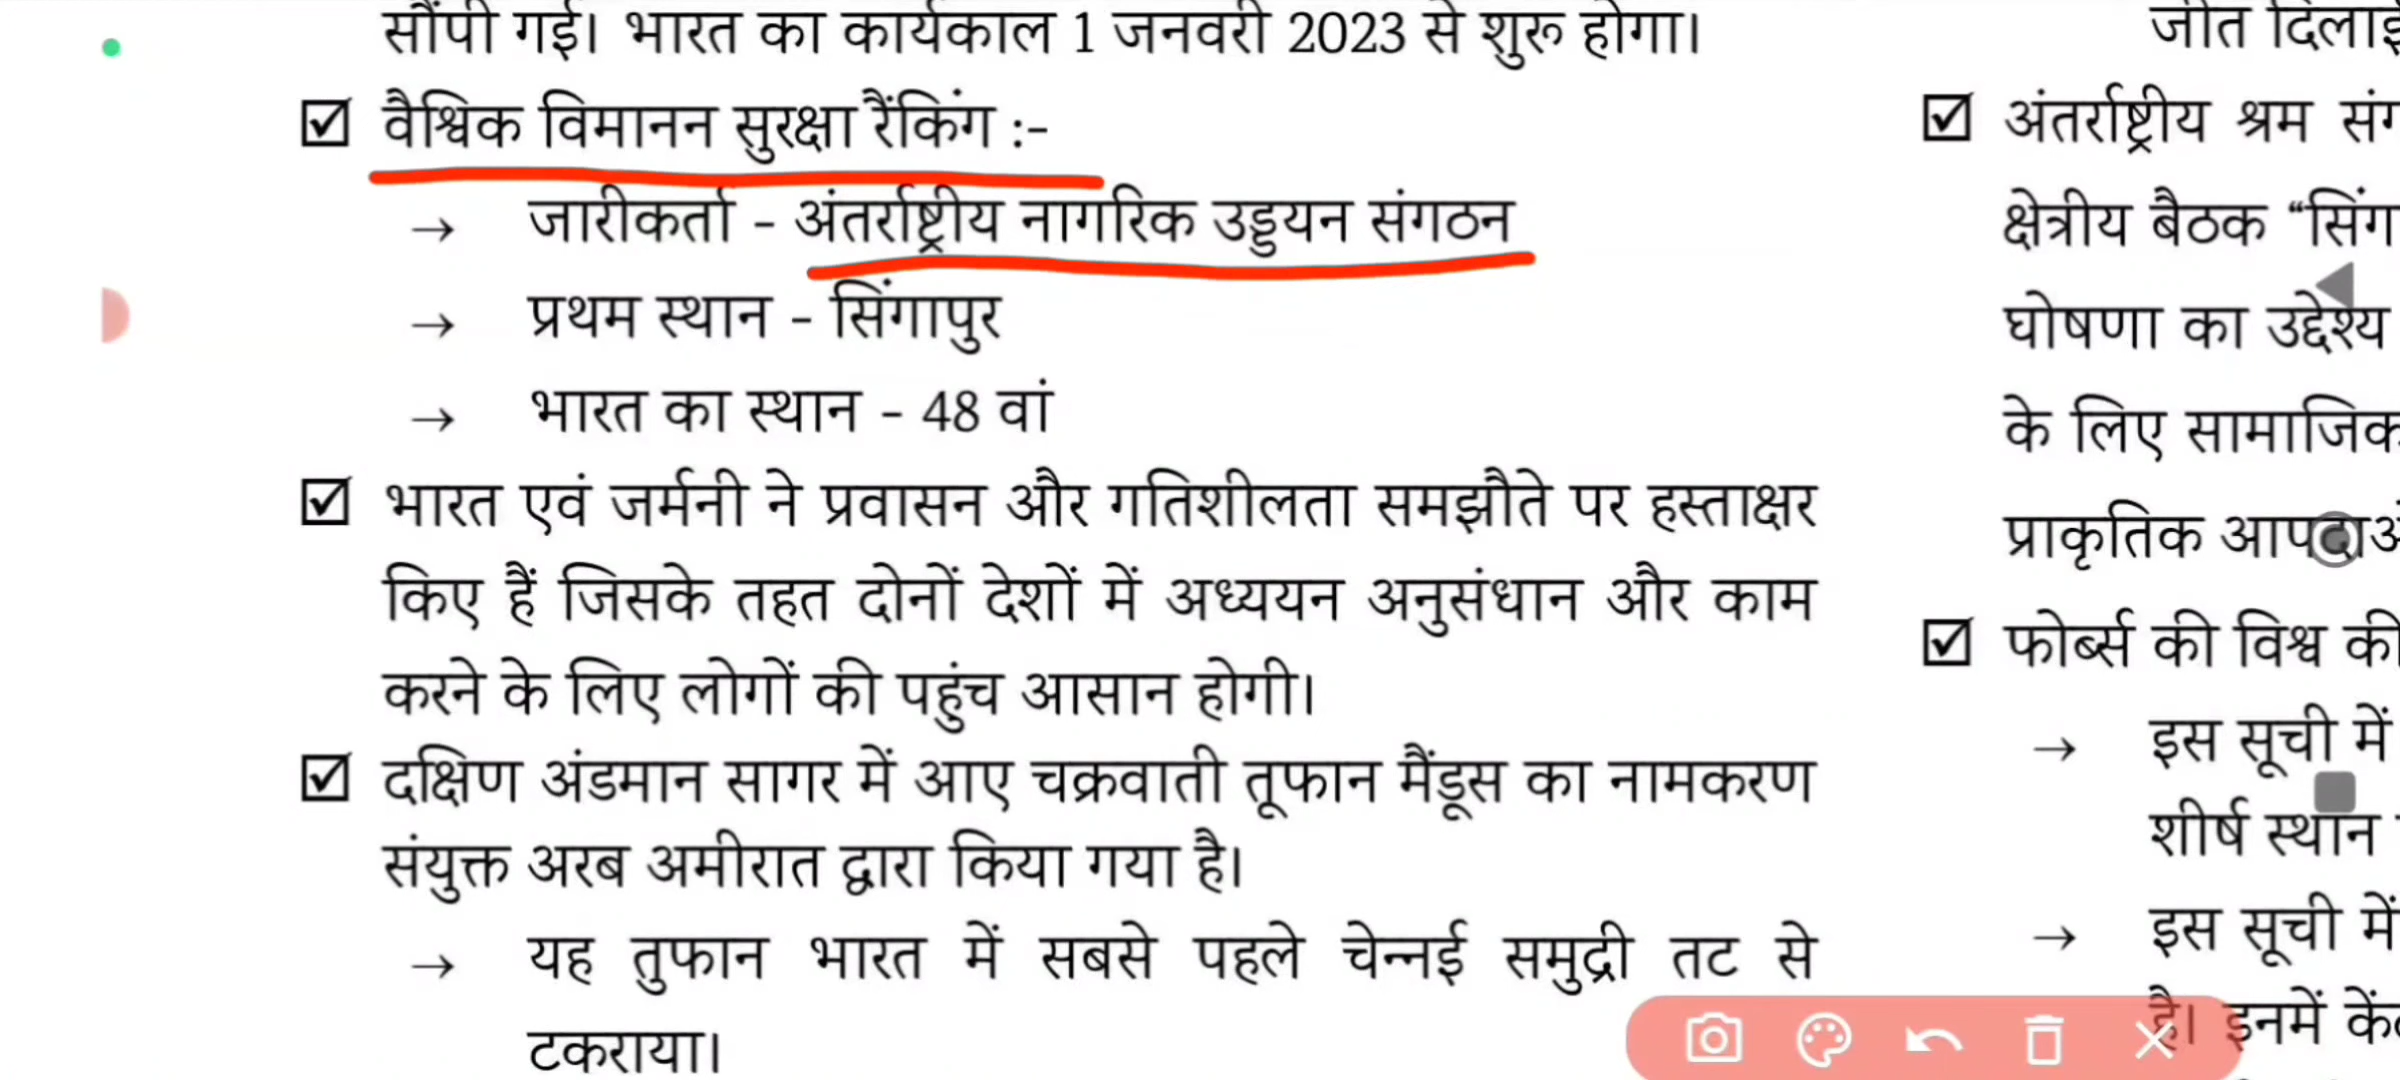 सौंपी गई। भारत का कार्यकाल 1 जनवरी 2023 से शुरू होगा।
☑ वैश्विक विमानन सुरक्षा रैंकिंग :-
→ जारीकर्ता - अंतर्राष्ट्रीय नागरिक उड्डयन संगठन
→ प्रथम स्थान - सिंगापुर
→ भारत का स्थान - 48 वां
☑ भारत एवं जर्मनी ने प्रवासन और गतिशीलता समझौते पर हस्ताक्षर
किए हैं जिसके तहत दोनों देशों में अध्ययन अनुसंधान और काम
करने के लिए लोगों की पहुंच आसान होगी।
☑ दक्षिण अंडमान सागर में आए चक्रवाती तूफान मैंडूस का नामकरण
संयुक्त अरब अमीरात द्वारा किया गया है।
→ यह तुफान भारत में सबसे पहले चेन्नई समुद्री तट से
टकराया।
जीत
☑ अंतर्राष्ट्रीय श्रम
क्षेत्रीय बैठक
घोषणा का उद्देश्य
के लिए सामाजिक
प्राकृतिक
☑ फोर्ब्स की विश्व की
→ इस सूची में
शीर्ष स्थान
→ इस सूची में
है। इनमें